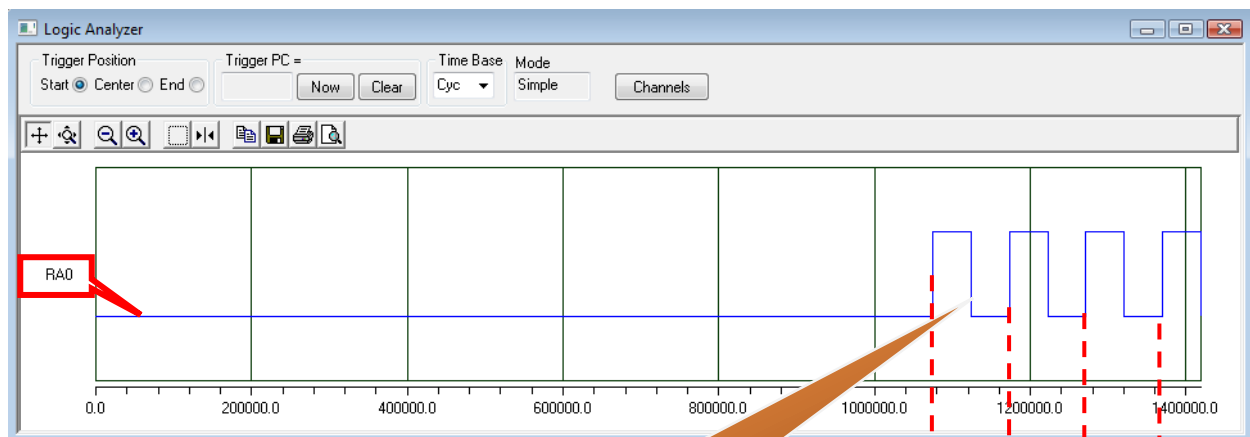 Logic Analyzer
Trigger Position Trigger PC = Time Base Mode
Start Center End Now Clear Cyc Simple Channels
RA0
0.0 200000.0 400000.0 600000.0 800000.0 1000000.0 1200000.0 1400000.0